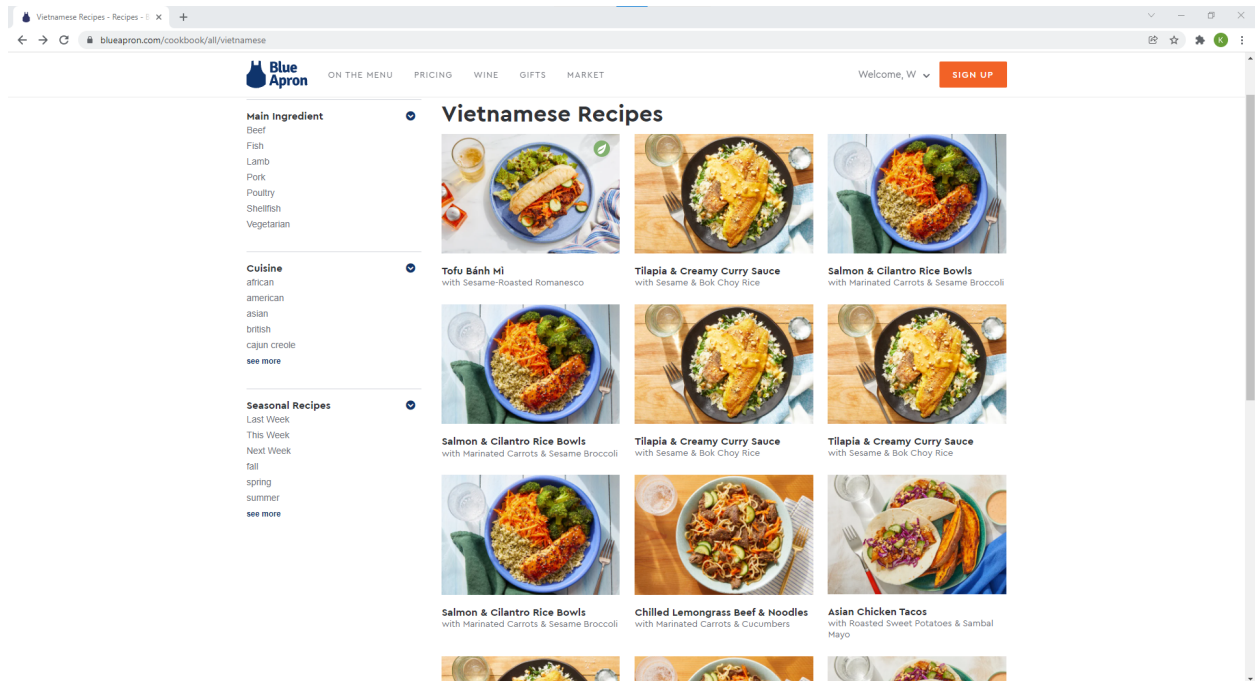 Vietnamese Recipes - Recipes - B
blueapron.com/cookbook/all/vietnamese
K
Blue
Apron
ON THE MENU
PRICING
WINE
GIFTS
MARKET
Welcome, W
SIGN UP
Main Ingredient
Beef
Fish
Lamb
Pork
Poultry
Shellfish
Vegetarian
Cuisine
african
american
asian
british
cajun creole
see more
Seasonal Recipes
Last Week
This Week
Next Week
fall
spring
summer
see more
Vietnamese Recipes
Tofu Bánh Mì
with Sesame-Roasted Romanesco
Tilapia & Creamy Curry Sauce
with Sesame & Bok Choy Rice
Salmon & Cilantro Rice Bowls
with Marinated Carrots & Sesame Broccoli
Salmon & Cilantro Rice Bowls
with Marinated Carrots & Sesame Broccoli
Tilapia & Creamy Curry Sauce
with Sesame & Bok Choy Rice
Tilapia & Creamy Curry Sauce
with Sesame & Bok Choy Rice
Salmon & Cilantro Rice Bowls
with Marinated Carrots & Sesame Broccoli
Chilled Lemongrass Beef & Noodles
with Marinated Carrots & Cucumbers
Asian Chicken Tacos
with Roasted Sweet Potatoes & Sambal
Mayo